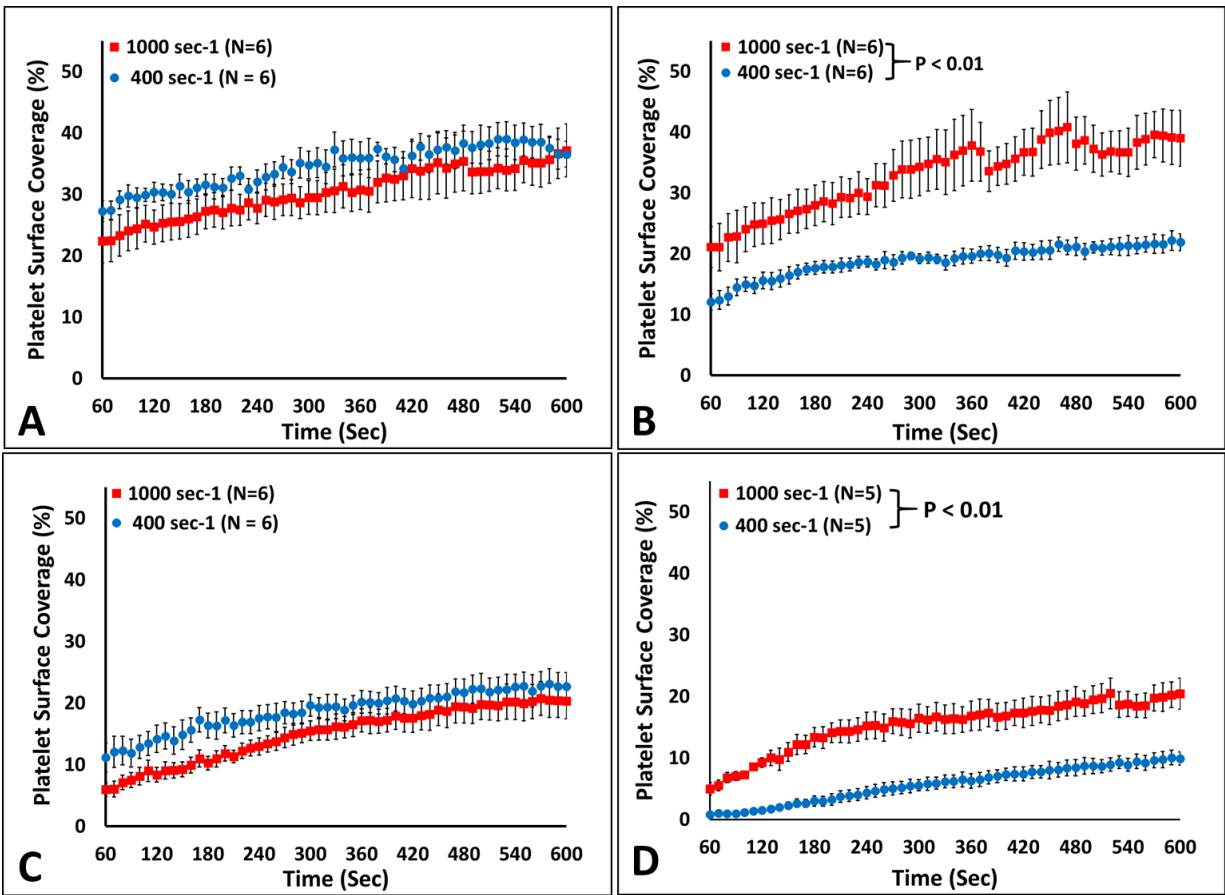 1000 sec-1 (N=6)
400 sec-1 (N = 6)
Platelet Surface Coverage (%)
50
40
30
20
10
0
60 120 180 240 300 360 420 480 540 600
Time (Sec)
A
1000 sec-1 (N=6)
400 sec-1 (N=6)
P < 0.01
Platelet Surface Coverage (%)
50
40
30
20
10
0
60 120 180 240 300 360 420 480 540 600
Time (Sec)
B
1000 sec-1 (N=6)
400 sec-1 (N = 6)
Platelet Surface Coverage (%)
50
40
30
20
10
0
60 120 180 240 300 360 420 480 540 600
Time (Sec)
C
1000 sec-1 (N=5)
400 sec-1 (N=5)
P < 0.01
Platelet Surface Coverage (%)
50
40
30
20
10
0
60 120 180 240 300 360 420 480 540 600
Time (Sec)
D